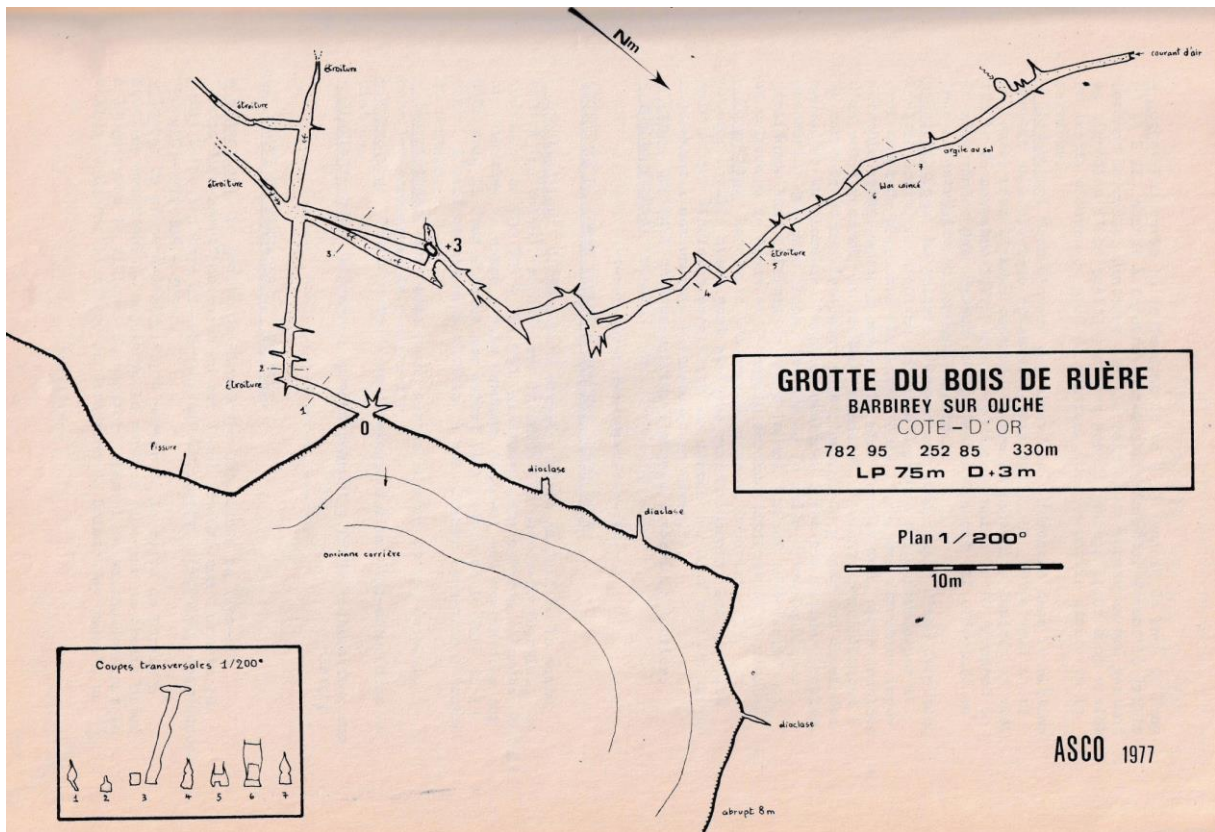 Nm
courant d'air
étroiture
étroiture
argile au sol
7
étroiture
bloc coincé
6
+3
3
étroiture
5
4
2
étroiture
1
0
GROTTE DU BOIS DE RUÈRE
BARBIREY SUR OUCHE
COTE-D'OR
782 95 252 85 330m
LP 75m D+3m
fissure
dioclase
dioclase
Plan 1/200°
10m
ancienne carrière
Coupes transversales 1/200°
1 2 3 4 5 6 7
dioclase
abrupt 8m
ASCO 1977